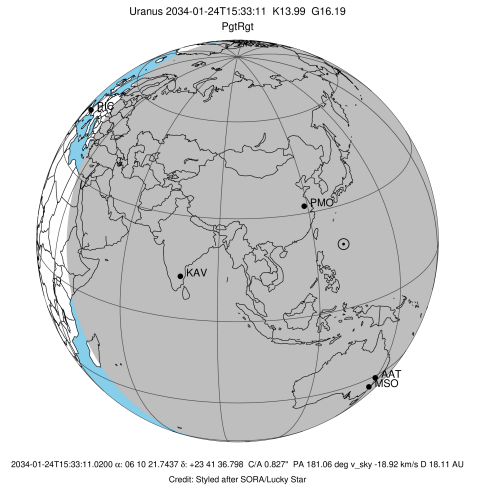 Uranus 2034-01-24T15:33:11 K13.99 G16.19
PgtRgt
PIC
PMO
KAV
AAT
MSO
2034-01-24T15:33:11.0200 α: 06 10 21.7437 δ: +23 41 36.798 C/A 0.827" PA 181.06 deg v_sky -18.92 km/s D 18.11 AU
Credit: Styled after SORA/Lucky Star